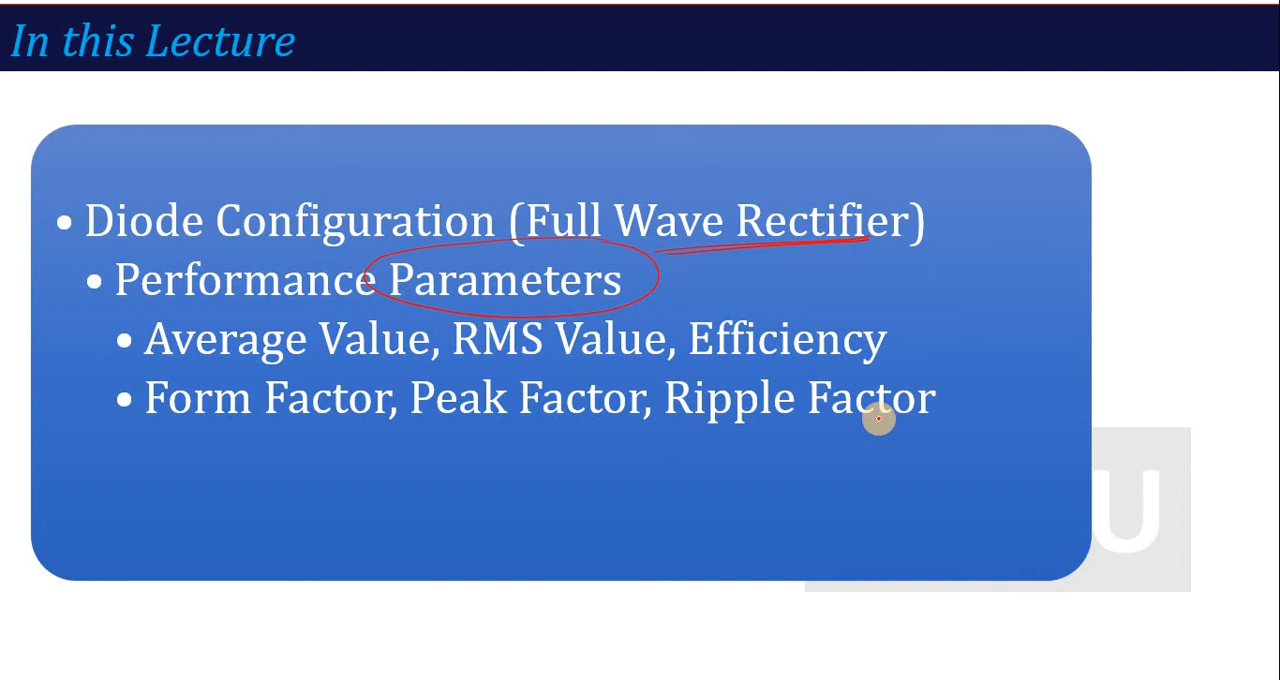 In this Lecture
• Diode Configuration (Full Wave Rectifier)
• Performance Parameters
• Average Value, RMS Value, Efficiency
• Form Factor, Peak Factor, Ripple Factor
U